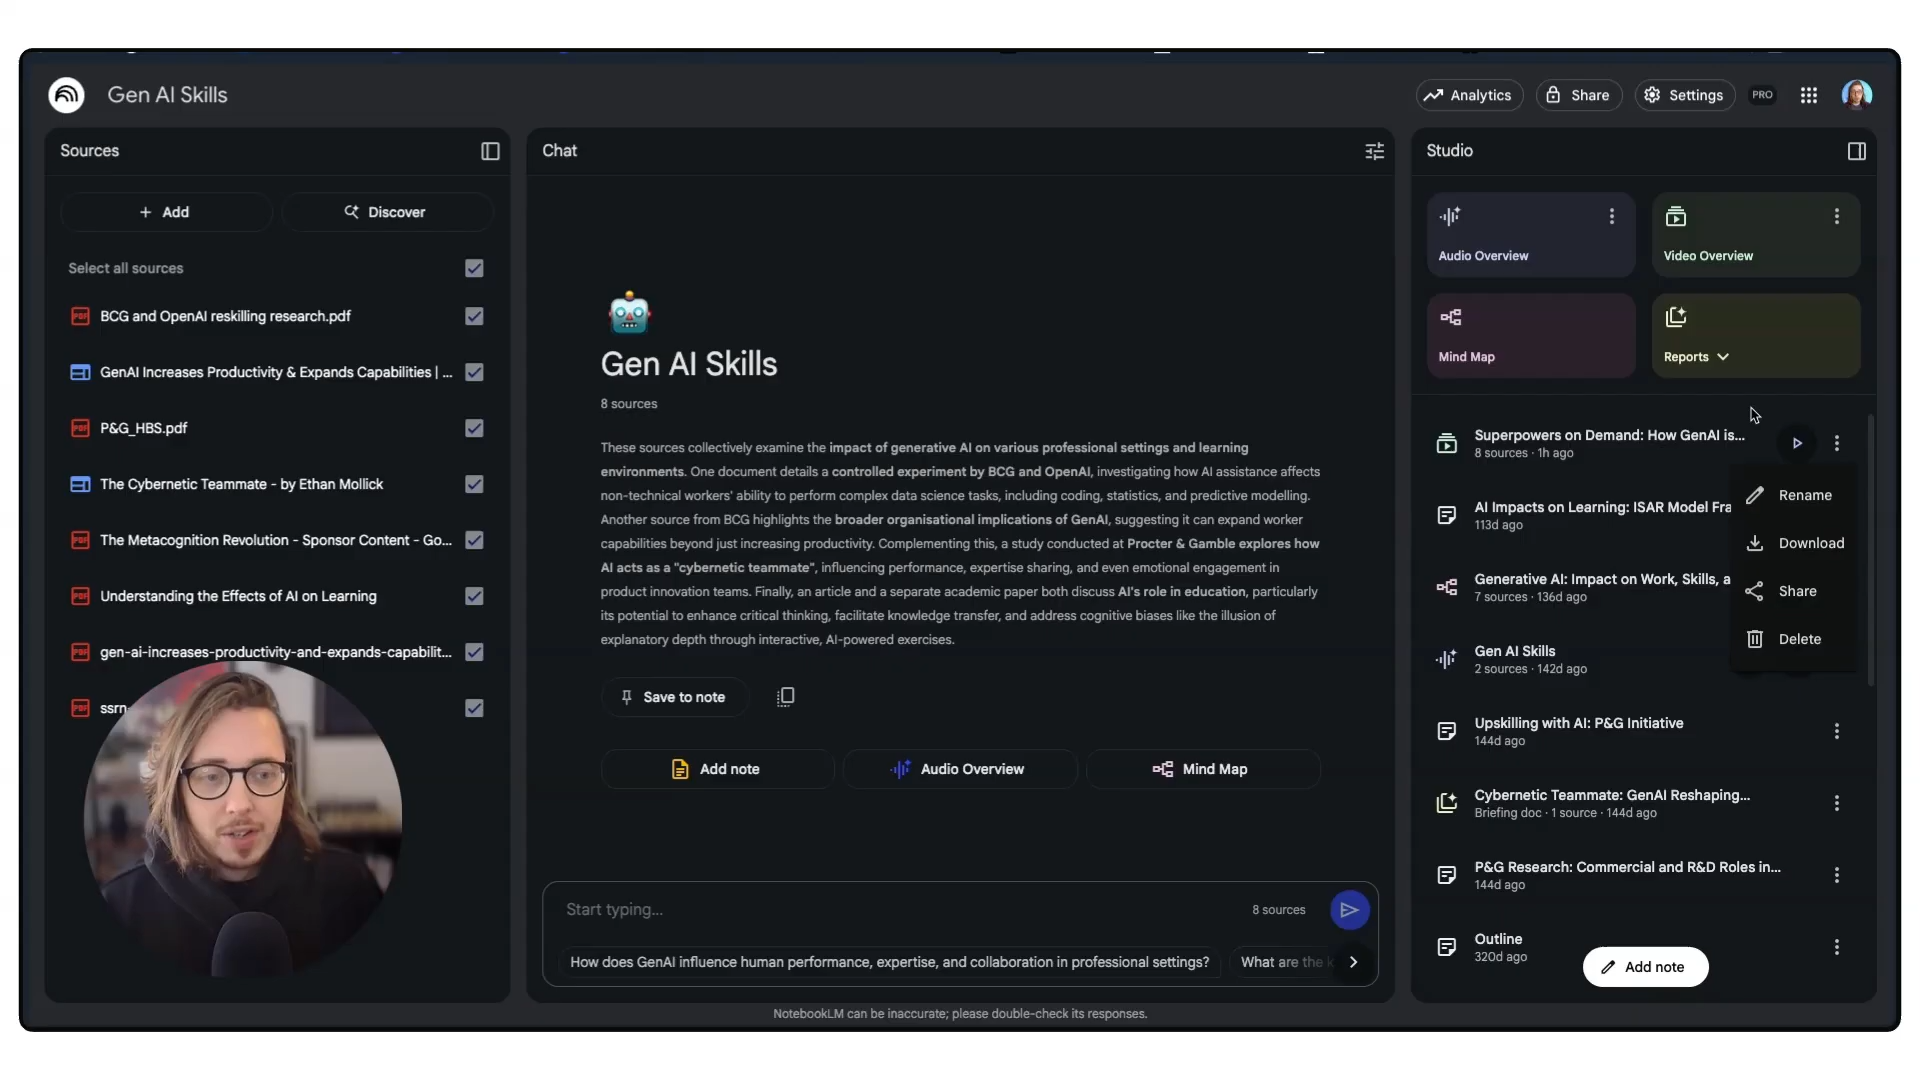 Gen AI Skills
Analytics
Share
Settings
PRO
Sources
Add
Discover
Select all sources
BCG and OpenAI reskilling research.pdf
GenAI Increases Productivity & Expands Capabilities | ...
P&G_HBS.pdf
The Cybernetic Teammate - by Ethan Mollick
The Metacognition Revolution - Sponsor Content - Go...
Understanding the Effects of AI on Learning
gen-ai-increases-productivity-and-expands-capabilit...
ssrn-
Chat
Gen AI Skills
8 sources
These sources collectively examine the impact of generative AI on various professional settings and learning
environments. One document details a controlled experiment by BCG and OpenAI, investigating how AI assistance affects
non-technical workers' ability to perform complex data science tasks, including coding, statistics, and predictive modelling.
Another source from BCG highlights the broader organisational implications of GenAI, suggesting it can expand worker
capabilities beyond just increasing productivity. Complementing this, a study conducted at Procter & Gamble explores how
AI acts as a "cybernetic teammate", influencing performance, expertise sharing, and even emotional engagement in
product innovation teams. Finally, an article and a separate academic paper both discuss AI's role in education, particularly
its potential to enhance critical thinking, facilitate knowledge transfer, and address cognitive biases like the illusion of
explanatory depth through interactive, AI-powered exercises.
Save to note
Add note
Audio Overview
Mind Map
Start typing...
8 sources
How does GenAI influence human performance, expertise, and collaboration in professional settings?
What are the k
NotebookLM can be inaccurate; please double-check its responses.
Studio
Audio Overview
Video Overview
Mind Map
Reports
Superpowers on Demand: How GenAI is...
8 sources · 1h ago
AI Impacts on Learning: ISAR Model Fra
113d ago
Generative AI: Impact on Work, Skills, a
7 sources · 136d ago
Gen AI Skills
2 sources · 142d ago
Rename
Download
Share
Delete
Upskilling with AI: P&G Initiative
144d ago
Cybernetic Teammate: GenAI Reshaping...
Briefing doc · 1 source · 144d ago
P&G Research: Commercial and R&D Roles in...
144d ago
Outline
320d ago
Add note